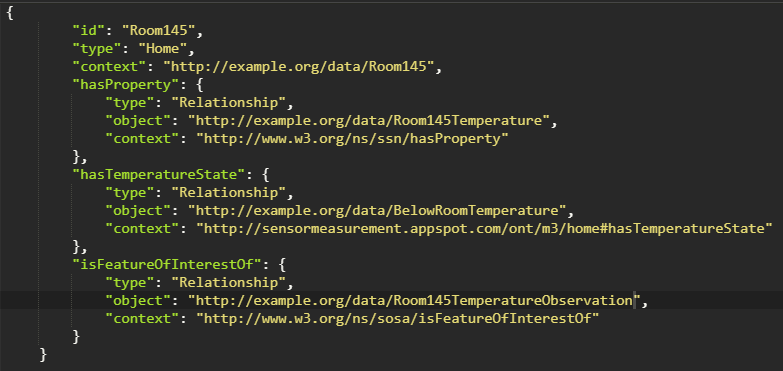 {
"id": "Room145",
"type": "Home",
"context": "http://example.org/data/Room145",
"hasProperty": {
"type": "Relationship",
"object": "http://example.org/data/Room145Temperature",
"context": "http://www.w3.org/ns/ssn/hasProperty"
},
"hasTemperatureState": {
"type": "Relationship",
"object": "http://example.org/data/BelowRoomTemperature",
"context": "http://sensormeasurement.appspot.com/ont/m3/home#hasTemperatureState"
},
"isFeatureOfInterestOf": {
"type": "Relationship",
"object": "http://example.org/data/Room145TemperatureObservation",
"context": "http://www.w3.org/ns/sosa/isFeatureOfInterestOf"
}
}